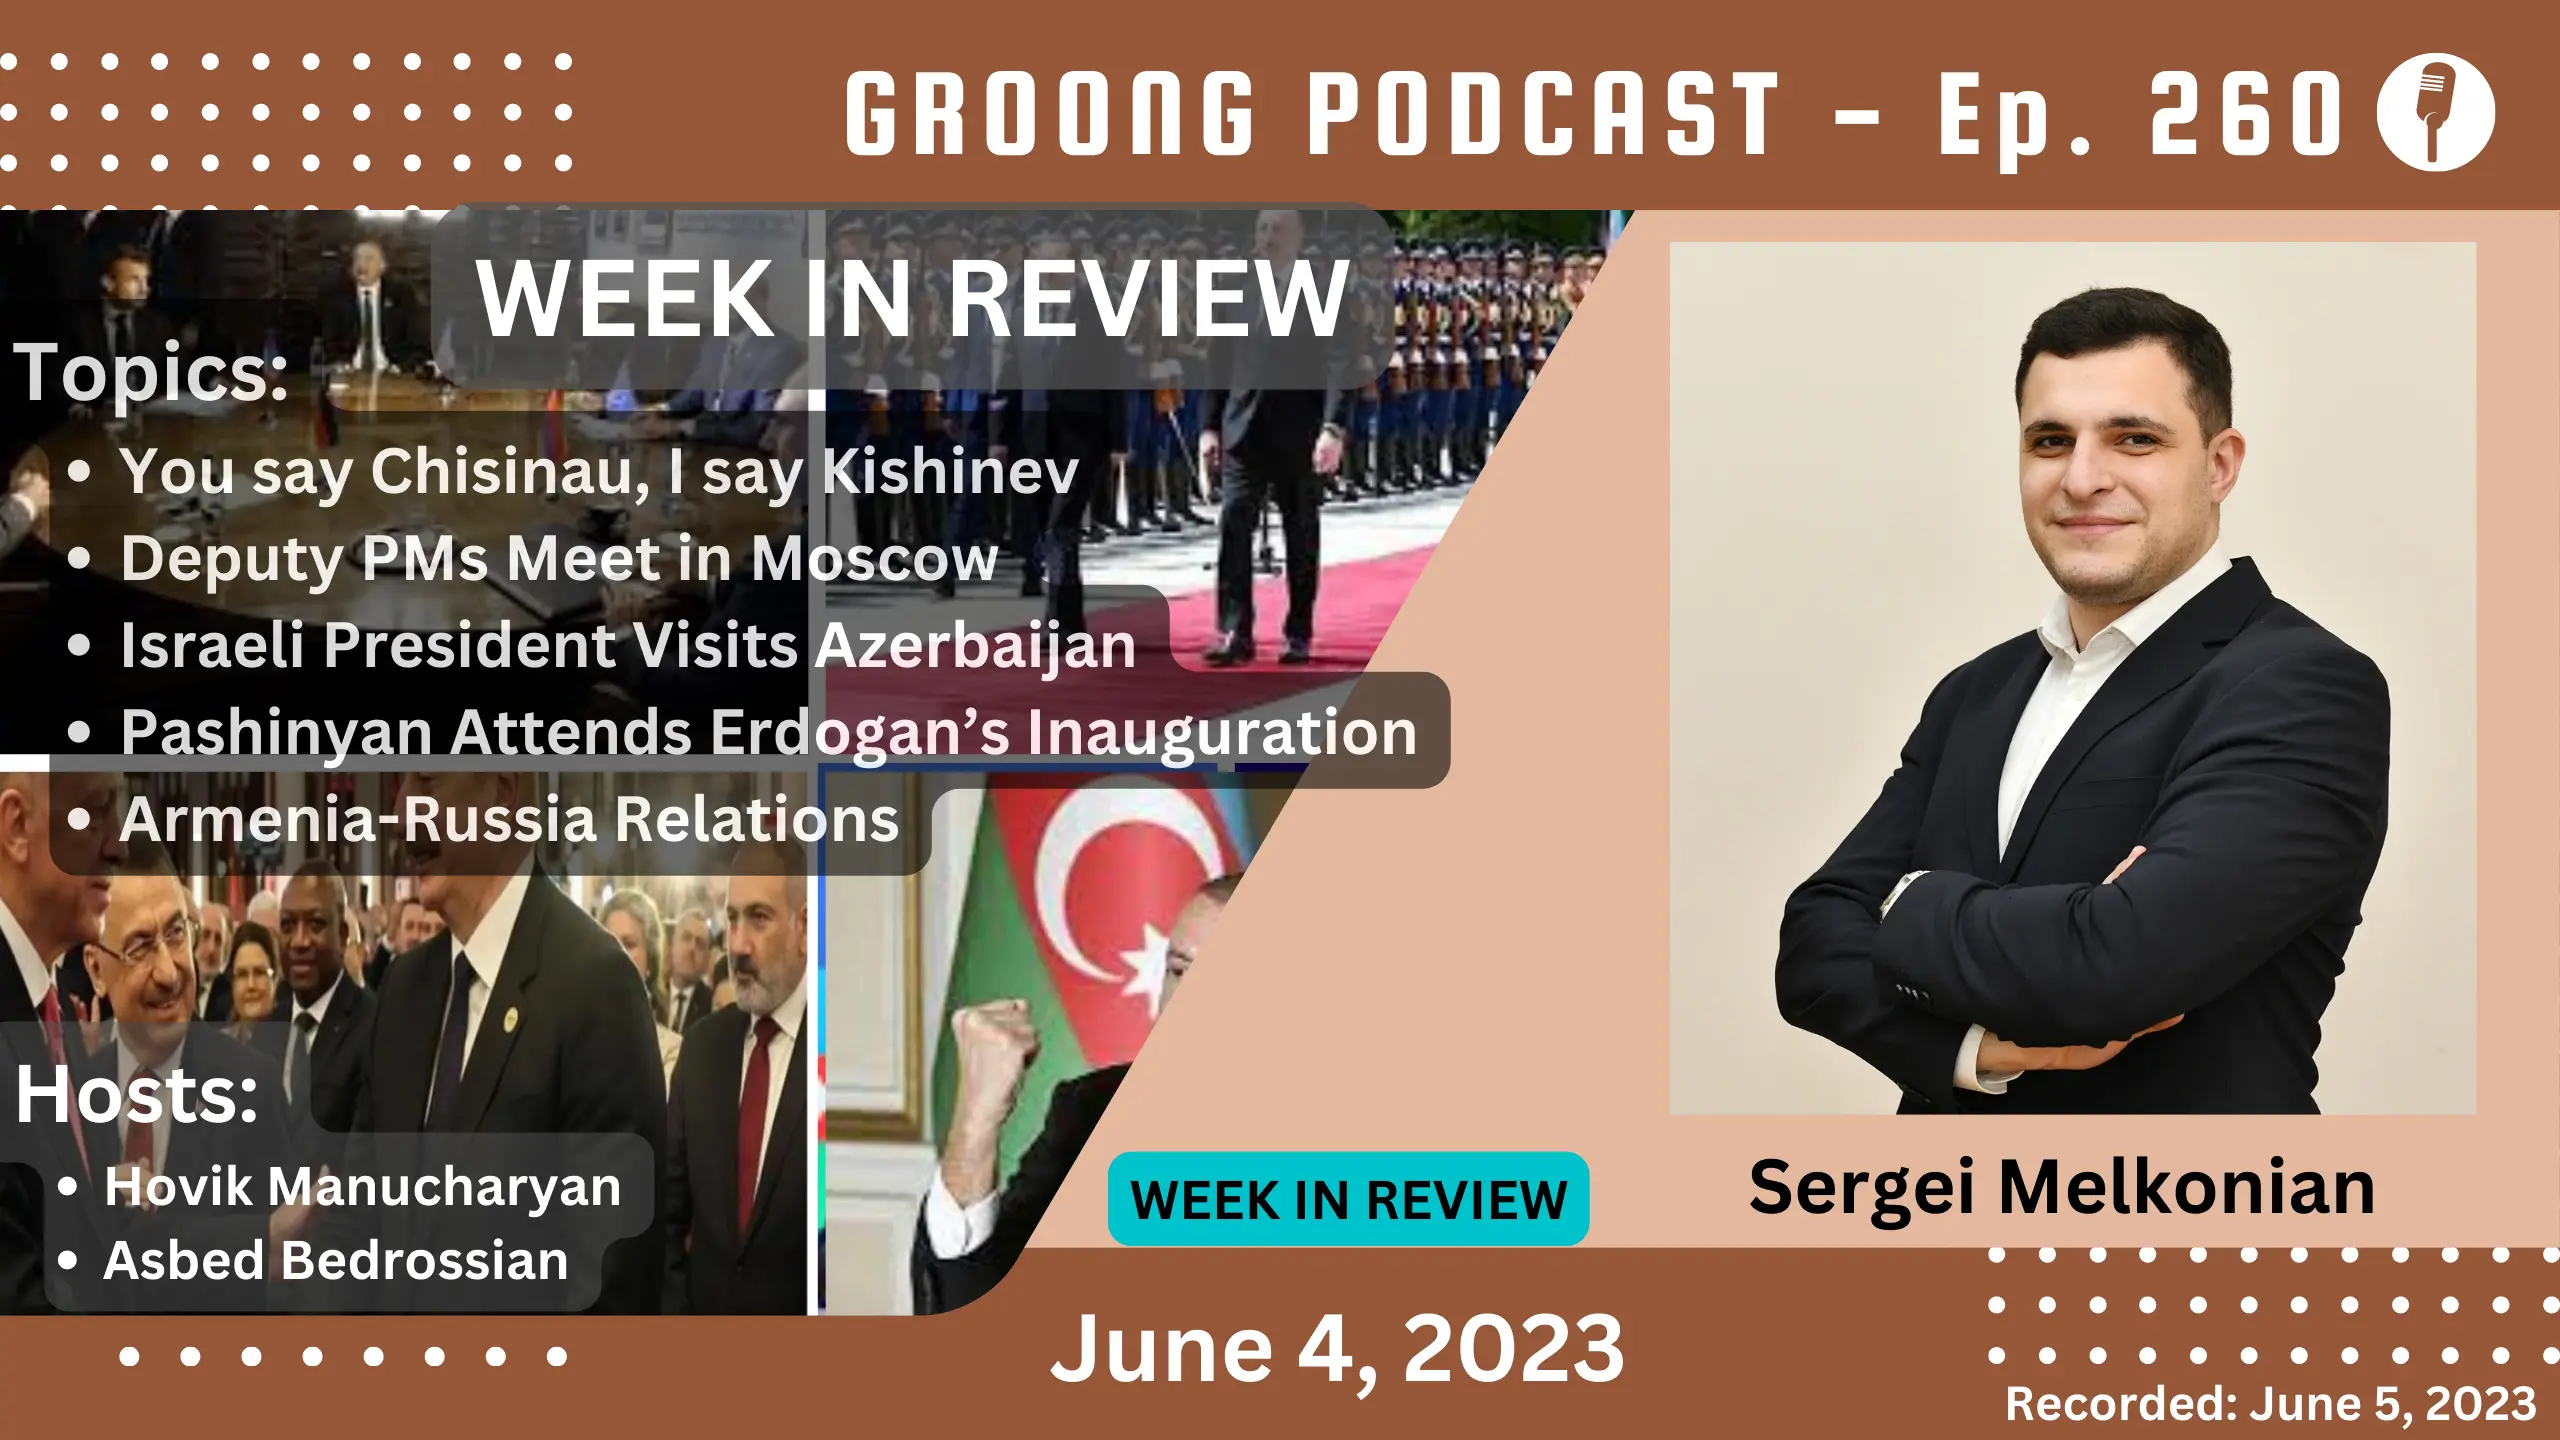 GROONG PODCAST - Ep. 260
WEEK IN REVIEW
Topics:
• You say Chisinau, I say Kishinev
• Deputy PMs Meet in Moscow
• Israeli President Visits Azerbaijan
• Pashinyan Attends Erdogan’s Inauguration
• Armenia-Russia Relations
Hosts:
• Hovik Manucharyan
• Asbed Bedrossian
WEEK IN REVIEW
Sergei Melkonian
June 4, 2023
Recorded: June 5, 2023